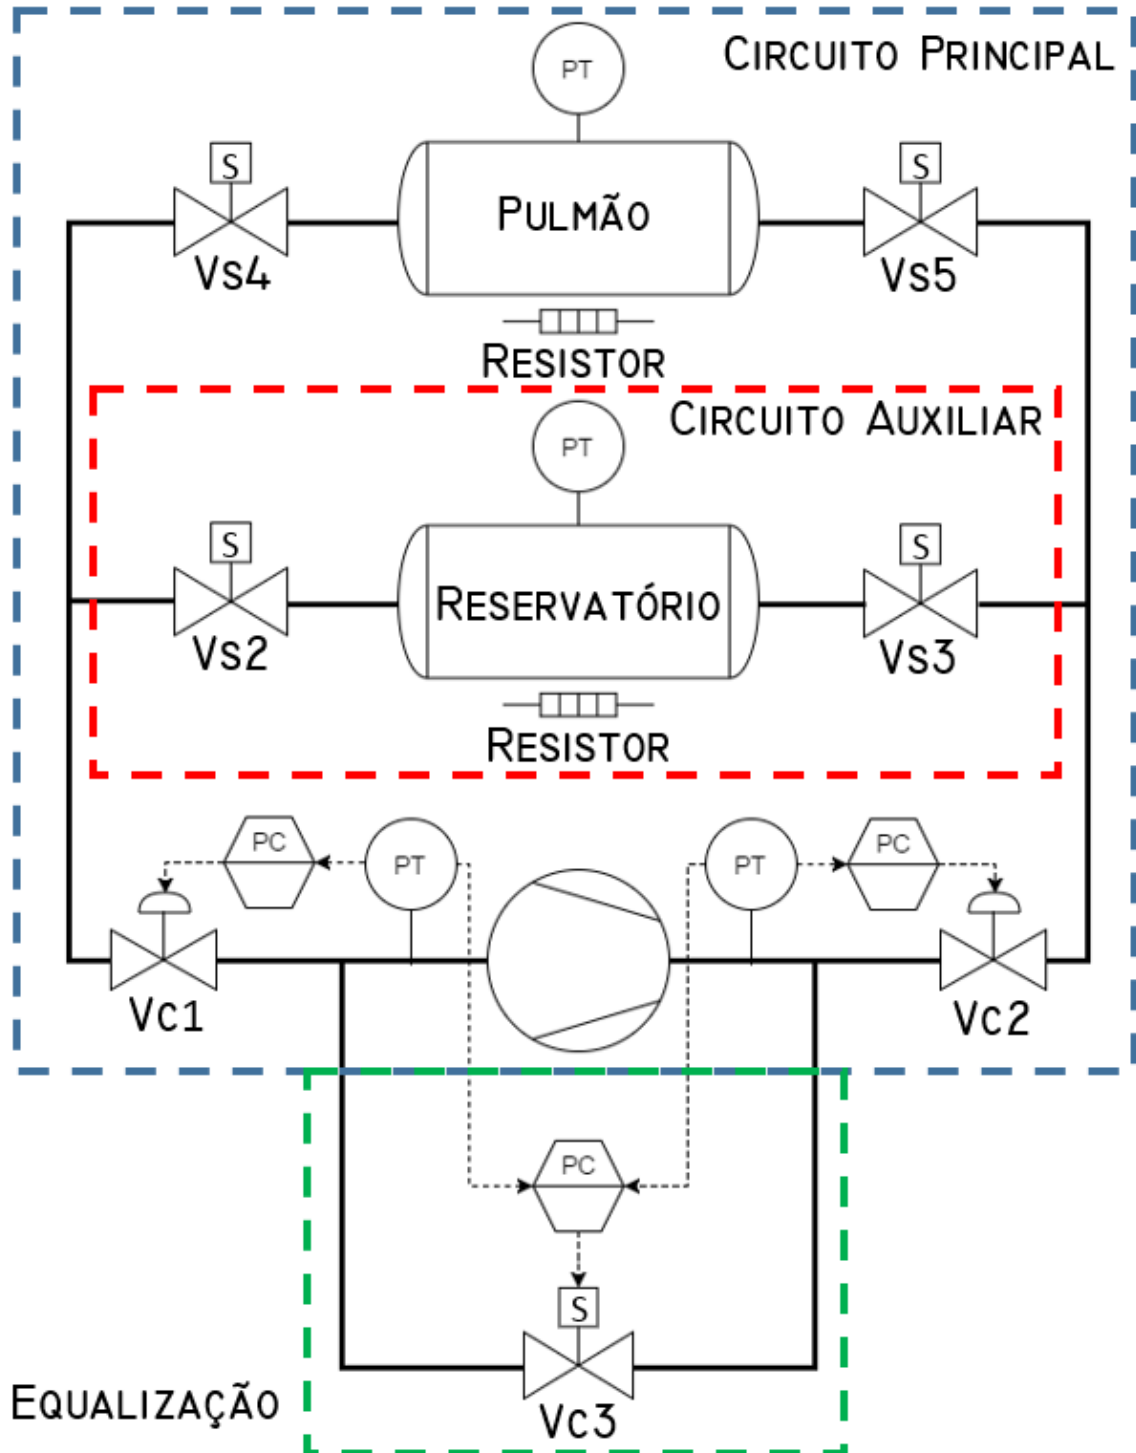 CIRCUITO PRINCIPAL
PT
S
S
PULMÃO
Vs4
Vs5
RESISTOR
CIRCUITO AUXILIAR
PT
S
S
RESERVATÓRIO
Vs2
Vs3
RESISTOR
PC
PT
PT
PC
Vc1
Vc2
PC
S
EQUALIZAÇÃO
Vc3